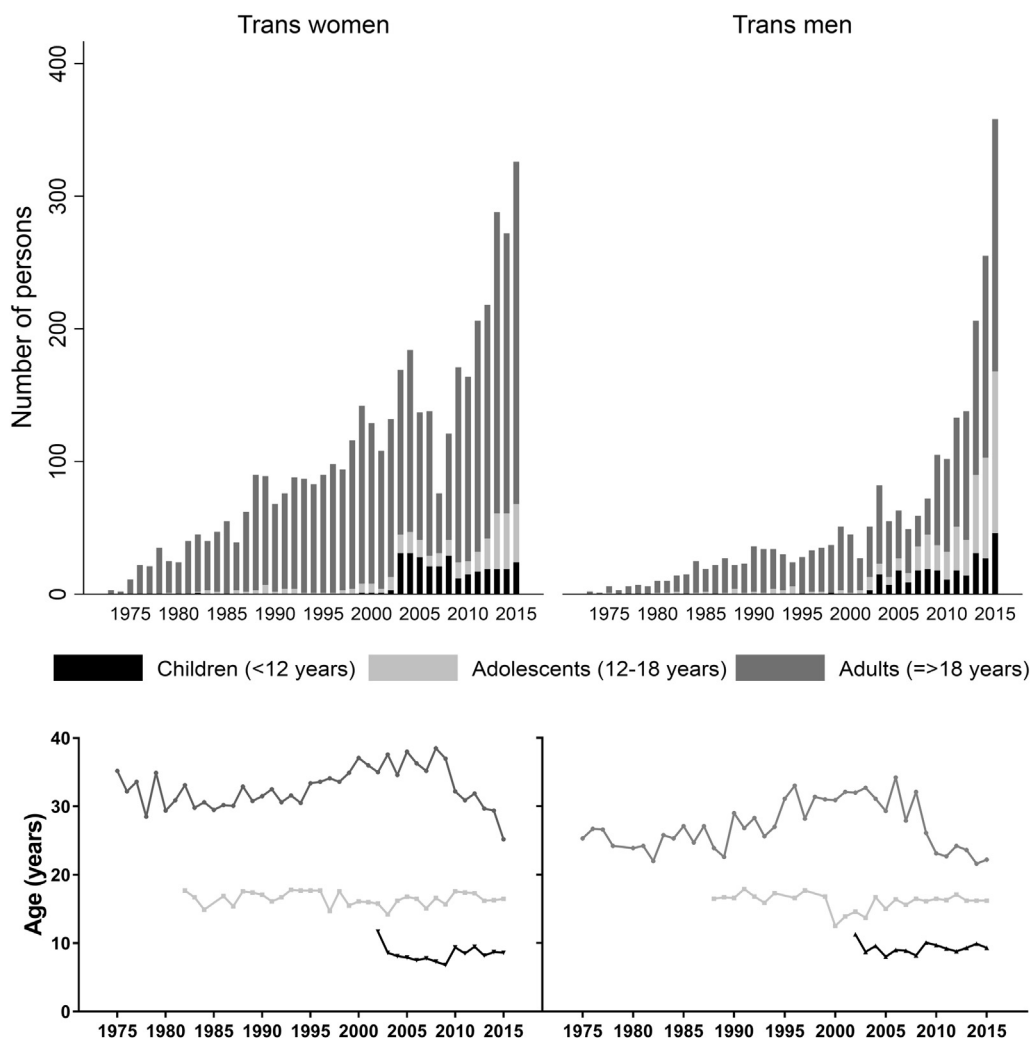 Trans women
Trans men
Number of persons
400
300
200
100
0
1975 1980 1985 1990 1995 2000 2005 2010 2015
1975 1980 1985 1990 1995 2000 2005 2010 2015
Children (<12 years) Adolescents (12-18 years) Adults (=>18 years)
Age (years)
40
30
20
10
0
1975 1980 1985 1990 1995 2000 2005 2010 2015
1975 1980 1985 1990 1995 2000 2005 2010 2015